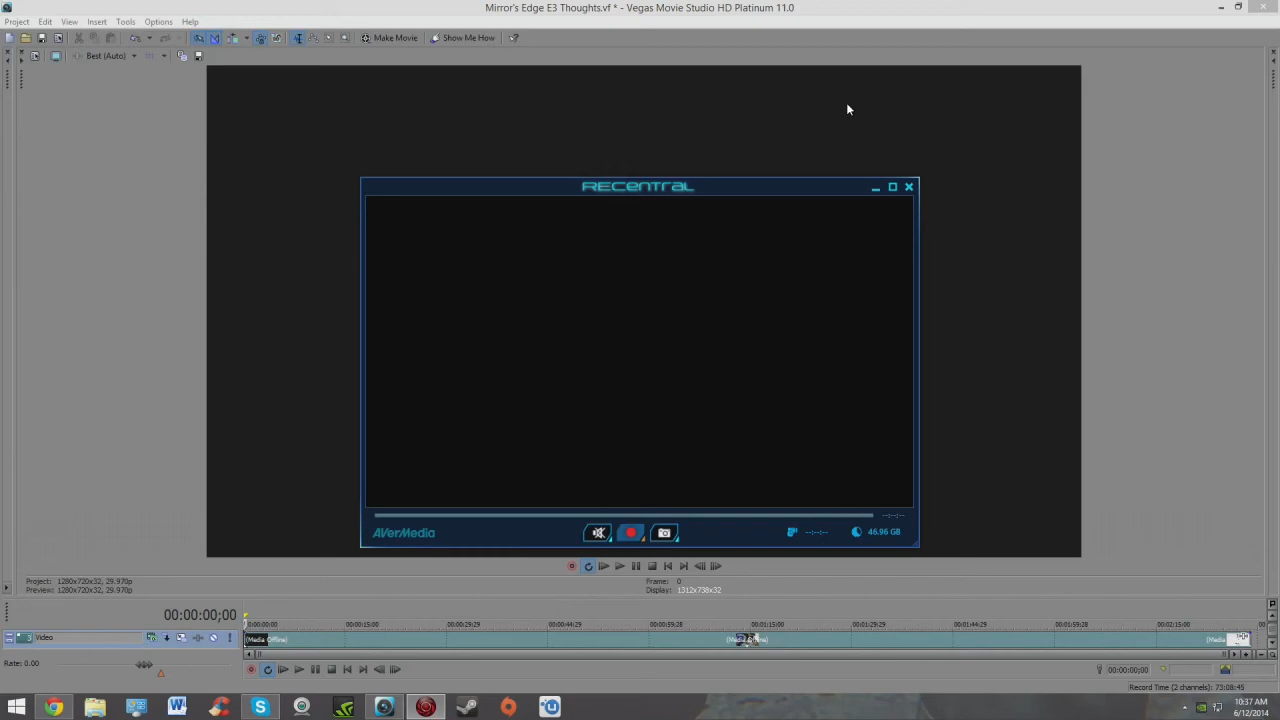 Mirror's Edge E3 Thoughts.vf * - Vegas Movie Studio HD Platinum 11.0
Project Edit View Insert Tools Options Help
Make Movie Show Me How
Best (Auto)
RECentral
AVerMedia
--:--:--
--:--:-- 46.96 GB
Project: 1280x720x32, 29.970p
Preview: 1280x720x32, 29.970p
Frame: 0
Display: 1312x738x32
00:00:00;00
0:00:00;00 00:00:15;00 00:00:29;29 00:00:44;29 00:00:59;28 00:01:15;00 00:01:29;29 00:01:44;29 00:01:59;28 00:02:15;00
3 Video
(Media Offline) (Media Offline) (Media
Rate: 0.00
00:00:00;00
Record Time (2 channels): 73:08:45
10:37 AM
6/12/2014